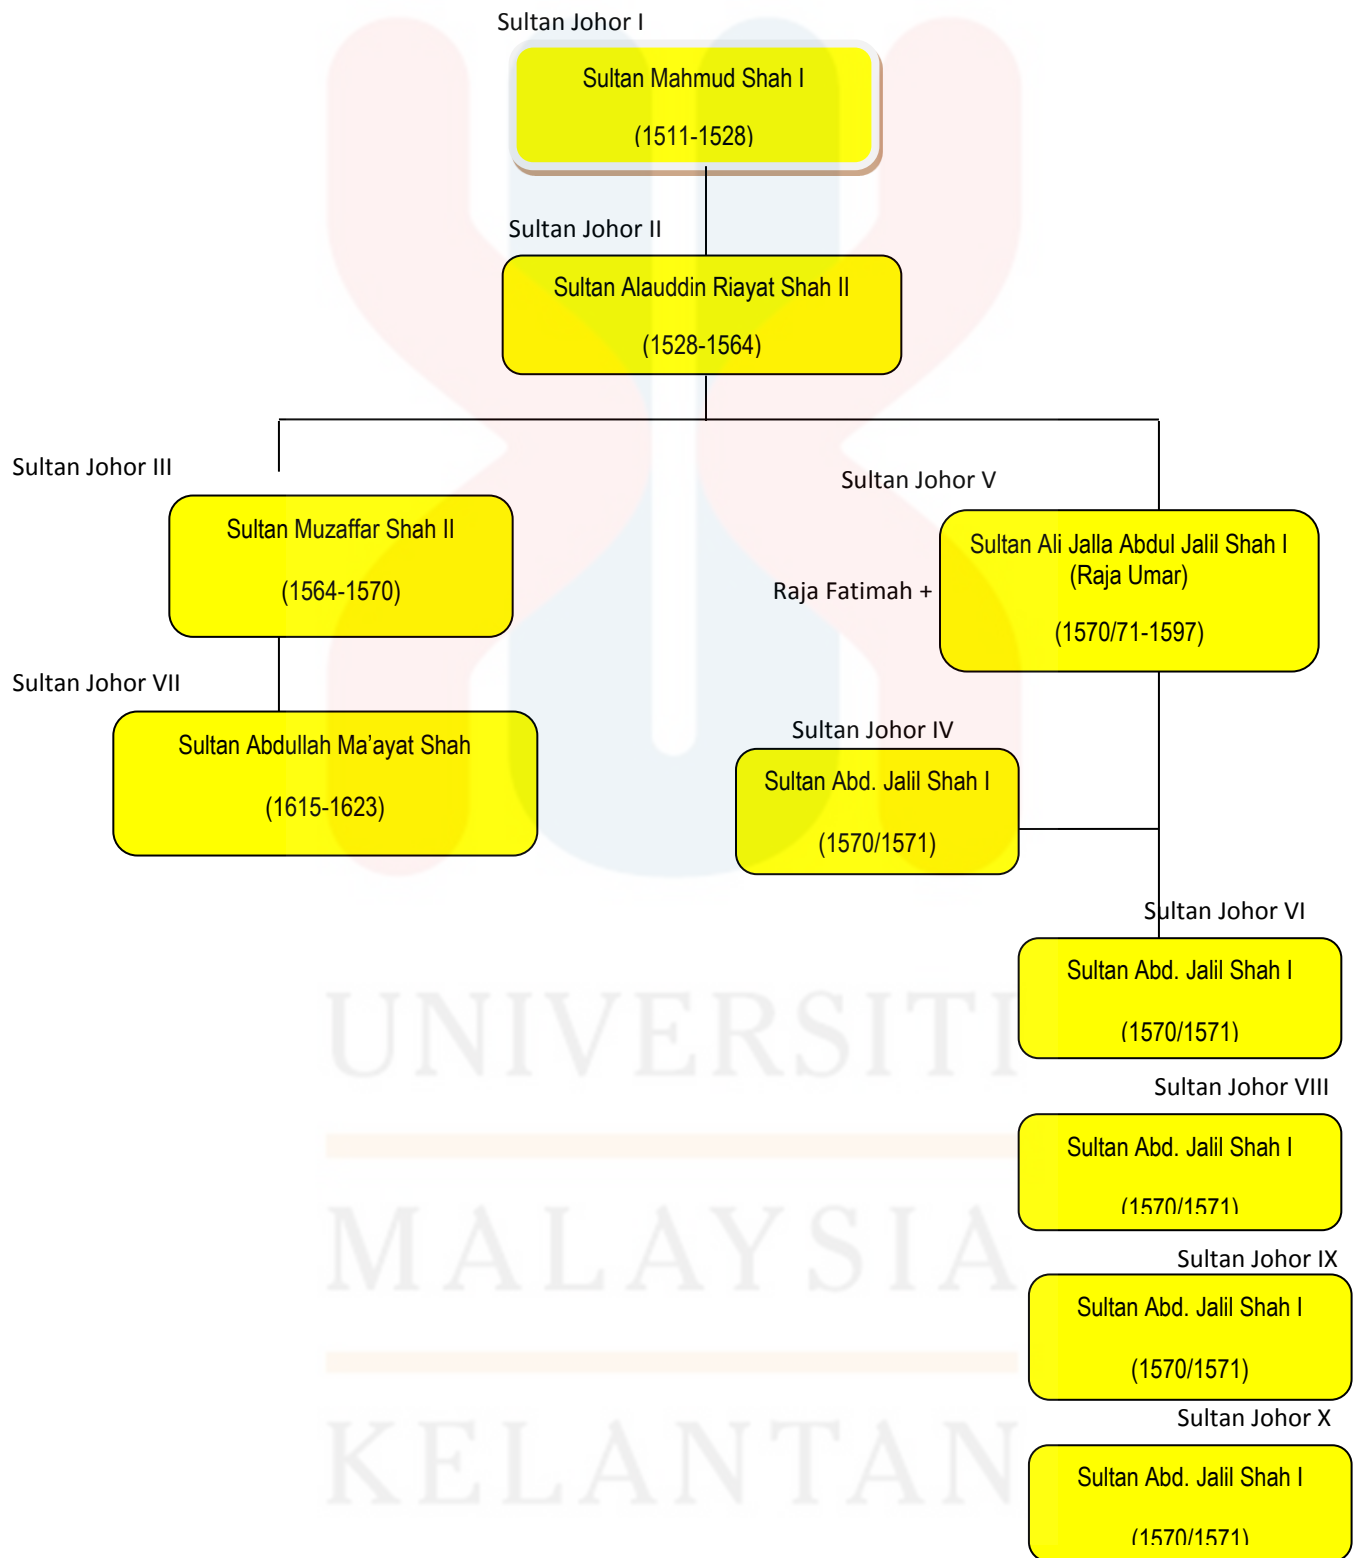 Sultan Johor I
Sultan Mahmud Shah I
(1511-1528)
Sultan Johor II
Sultan Alauddin Riayat Shah II
(1528-1564)
Sultan Johor III
Sultan Muzaffar Shah II
(1564-1570)
Sultan Johor V
Sultan Ali Jalla Abdul Jalil Shah I
(Raja Umar)
(1570/71-1597)
Raja Fatimah +
Sultan Johor VII
Sultan Abdullah Ma’ayat Shah
(1615-1623)
Sultan Johor IV
Sultan Abd. Jalil Shah I
(1570/1571)
Sultan Johor VI
Sultan Abd. Jalil Shah I
(1570/1571)
Sultan Johor VIII
Sultan Abd. Jalil Shah I
(1570/1571)
Sultan Johor IX
Sultan Abd. Jalil Shah I
(1570/1571)
Sultan Johor X
Sultan Abd. Jalil Shah I
(1570/1571)
UNIVERSITI
MALAYSIA
KELANTAN